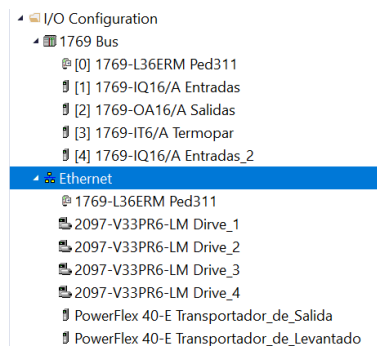 I/O Configuration
1769 Bus
[0] 1769-L36ERM Ped311
[1] 1769-IQ16/A Entradas
[2] 1769-OA16/A Salidas
[3] 1769-IT6/A Termopar
[4] 1769-IQ16/A Entradas_2
Ethernet
1769-L36ERM Ped311
2097-V33PR6-LM Dirve_1
2097-V33PR6-LM Drive_2
2097-V33PR6-LM Drive_3
2097-V33PR6-LM Drive_4
PowerFlex 40-E Transportador_de_Salida
PowerFlex 40-E Transportador_de_Levantado